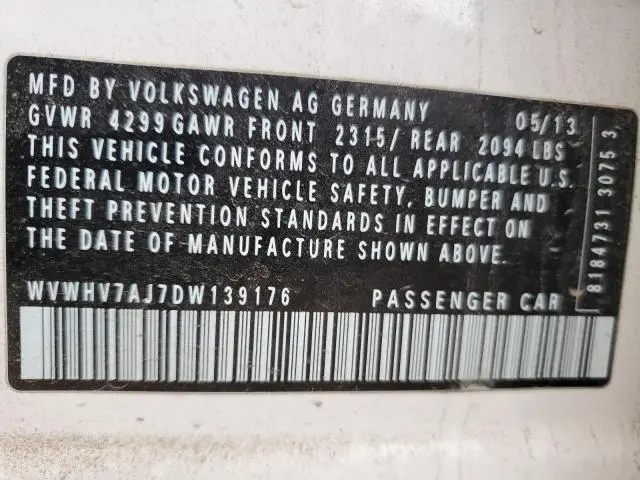 MFD BY VOLKSWAGEN AG GERMANY 05/13
GVWR 4299 GAWR FRONT 2315/ REAR 2094 LBS
THIS VEHICLE CONFORMS TO ALL APPLICABLE U.S.
FEDERAL MOTOR VEHICLE SAFETY, BUMPER AND
THEFT PREVENTION STANDARDS IN EFFECT ON
THE DATE OF MANUFACTURE SHOWN ABOVE.
WVWHV7AJ7DW139176 PASSENGER CAR
8184731 3075 3